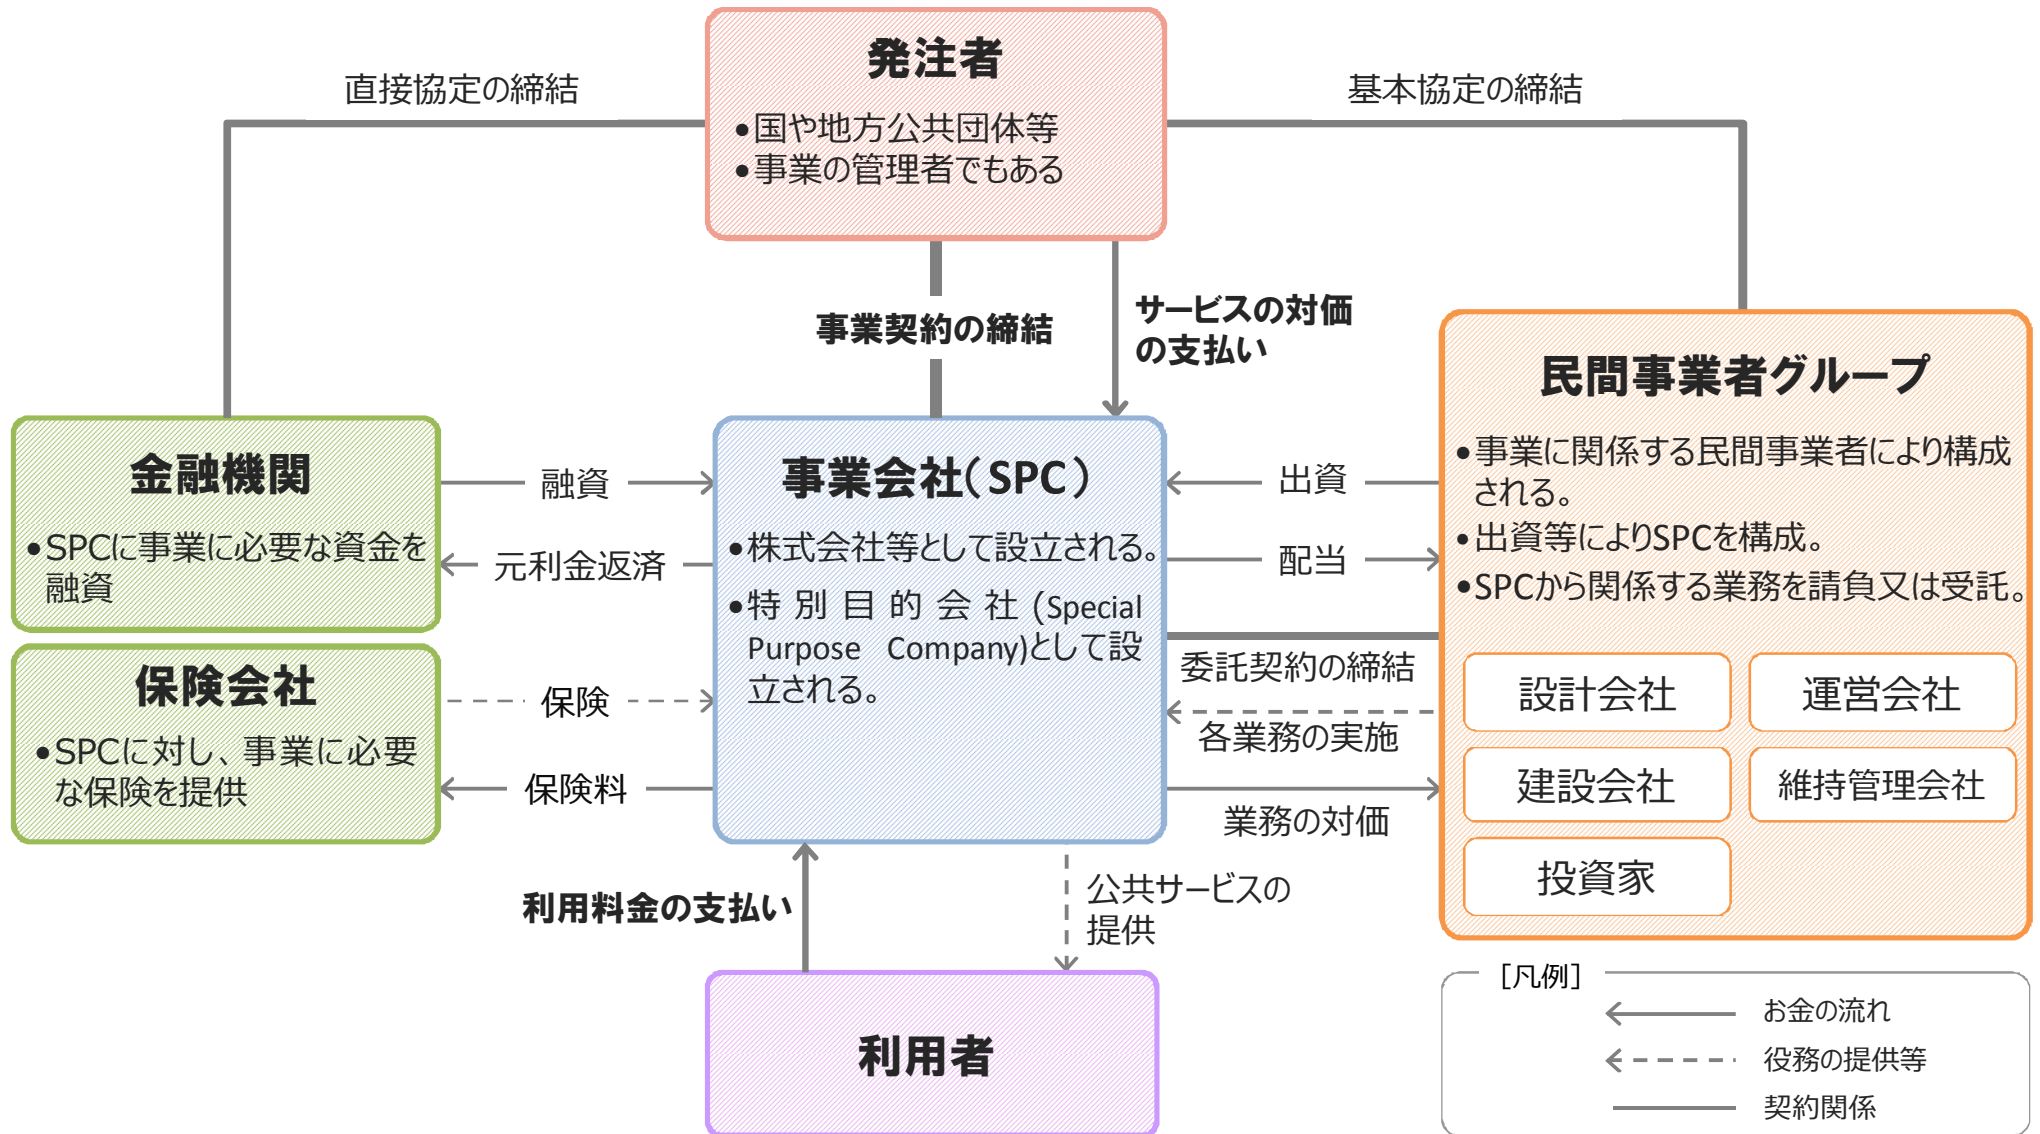 発注者
•国や地方公共団体等
•事業の管理者でもある
直接協定の締結
基本協定の締結
事業契約の締結
サービスの対価
の支払い
金融機関
•SPCに事業に必要な資金を
融資
融資
元利金返済
保険会社
•SPCに対し、事業に必要
な保険を提供
保険
保険料
事業会社(SPC)
•株式会社等として設立される。
•特別目的会社(Special
Purpose Company)として設
立される。
出資
配当
委託契約の締結
各業務の実施
業務の対価
民間事業者グループ
•事業に関係する民間事業者により構成
される。
•出資等によりSPCを構成。
•SPCから関係する業務を請負又は受託。
設計会社
運営会社
建設会社
維持管理会社
投資家
利用料金の支払い
公共サービスの
提供
利用者
[凡例]
お金の流れ
役務の提供等
契約関係